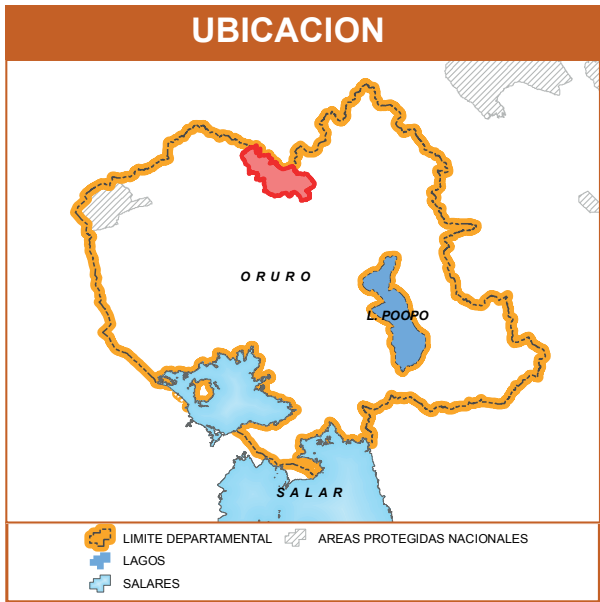 UBICACION
ORURO
L. POOPO
SALAR
LIMITE DEPARTAMENTAL
AREAS PROTEGIDAS NACIONALES
LAGOS
SALARES